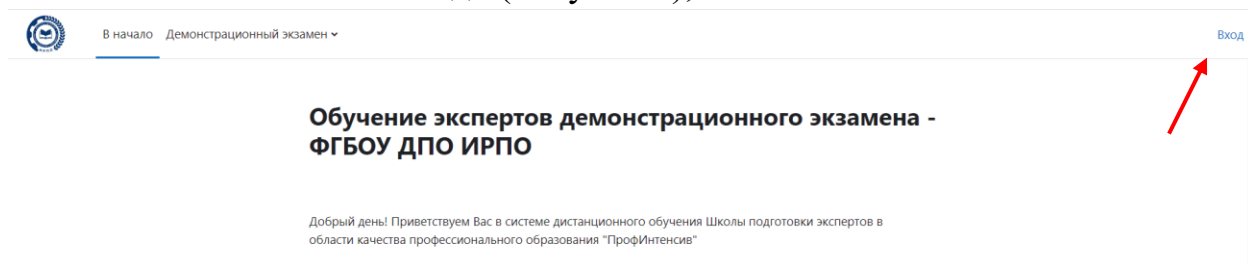 В начало Демонстрационный экзамен
Вход
Обучение экспертов демонстрационного экзамена -
ФГБОУ ДПО ИРПО
Добрый день! Приветствуем Вас в системе дистанционного обучения Школы подготовки экспертов в
области качества профессионального образования "ПрофИнтенсив"